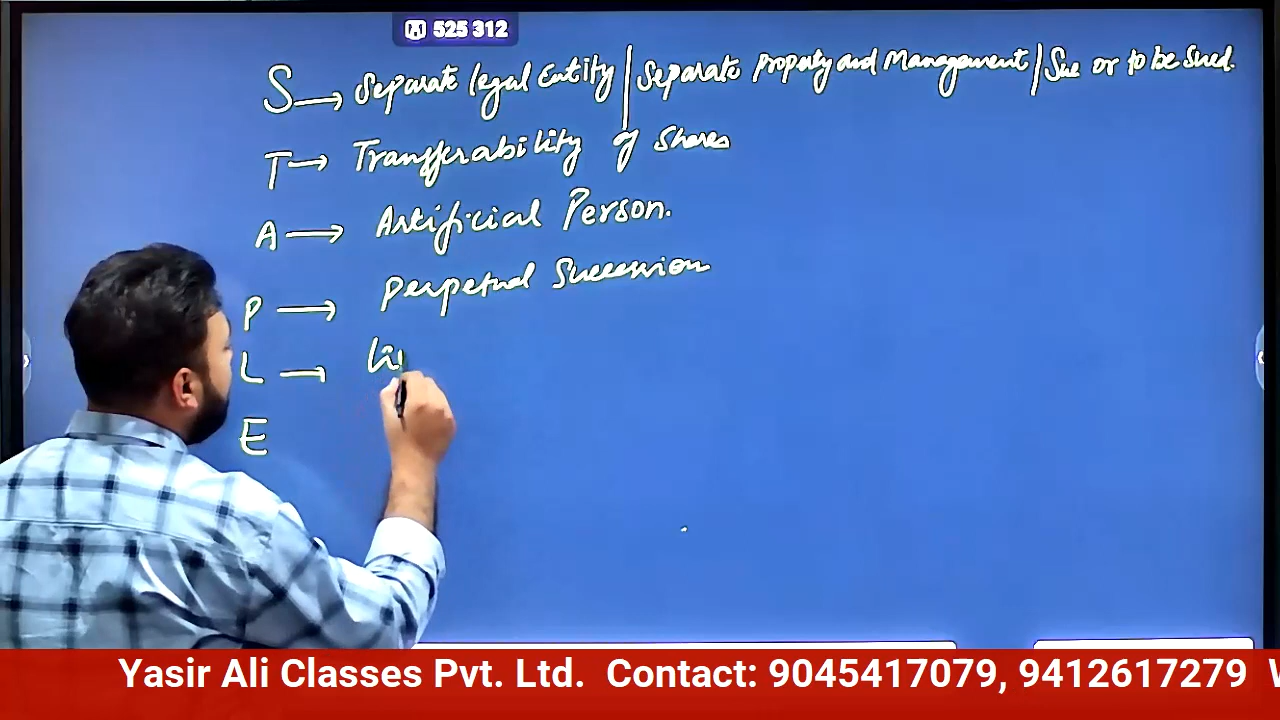 525 312
S → Separate legal Entity | Separate Property and Management | Sue or to be Sued.
T → Transferability of Shares
A → Artificial Person.
P → Perpetual Succession
L → Li
E
Yasir Ali Classes Pvt. Ltd. Contact: 9045417079, 9412617279 W